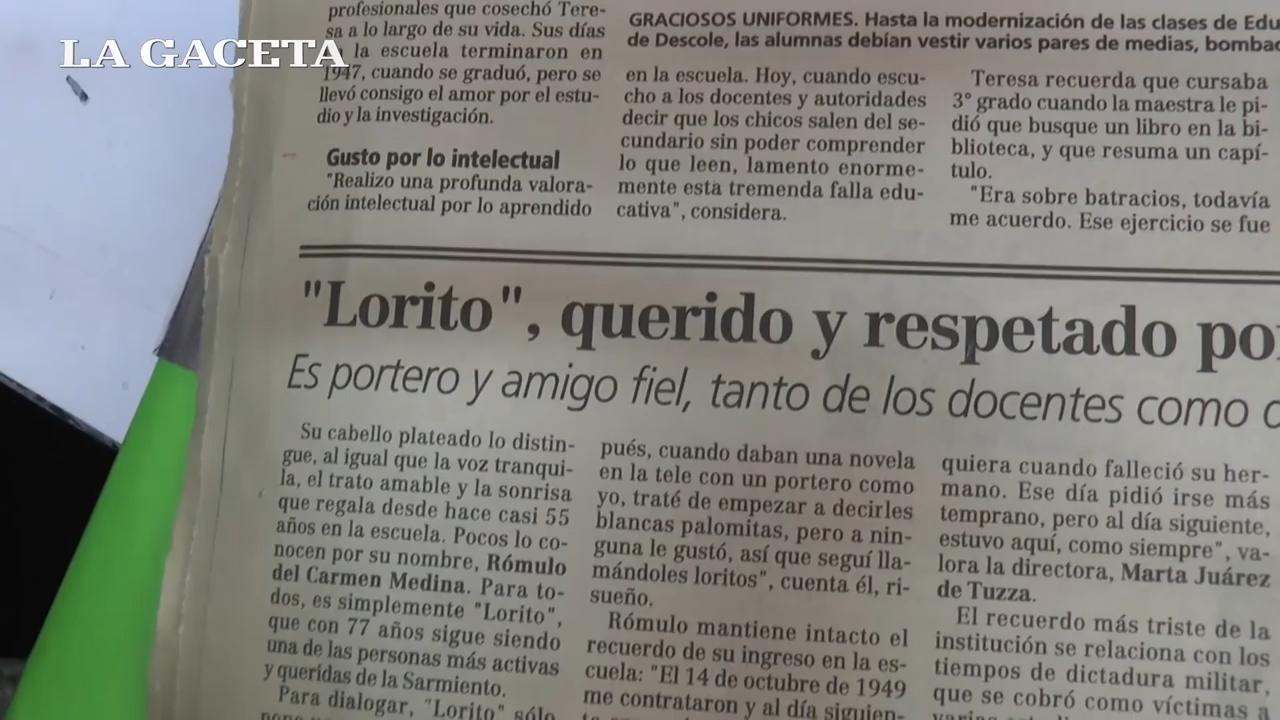 LA GACETA
profesionales que cosechó Tere-
sa a lo largo de su vida. Sus días
la escuela terminaron en
1947, cuando se graduó, pero se
llevó consigo el amor por el estu-
dio y la investigación.
Gusto por lo intelectual
"Realizo una profunda valora-
ción intelectual por lo aprendido
GRACIOSOS UNIFORMES. Hasta la modernización de las clases de Edu
de Descole, las alumnas debían vestir varios pares de medias, bombac
en la escuela. Hoy, cuando escu-
cho a los docentes y autoridades
decir que los chicos salen del se-
cundario sin poder comprender
lo que leen, lamento enorme-
mente esta tremenda falla edu-
cativa", considera.
Teresa recuerda que cursaba
3° grado cuando la maestra le pi-
dió que busque un libro en la bi-
blioteca, y que resuma un capí-
tulo.
"Era sobre batracios, todavía
me acuerdo. Ese ejercicio se fue
"Lorito", querido y respetado po
Es portero y amigo fiel, tanto de los docentes como
Su cabello plateado lo distin-
gue, al igual que la voz tranqui-
la, el trato amable y la sonrisa
que regala desde hace casi 55
años en la escuela. Pocos lo co-
nocen por su nombre, Rómulo
del Carmen Medina. Para to-
dos, es simplemente "Lorito",
que con 77 años sigue siendo
una de las personas más activas
y queridas de la Sarmiento.
Para dialogar, "Lorito" sólo
pués, cuando daban una novela
en la tele con un portero como
yo, traté de empezar a decirles
blancas palomitas, pero a nin-
guna le gustó, así que seguí lla-
mándoles loritos", cuenta él, ri-
sueño.
Rómulo mantiene intacto el
recuerdo de su ingreso en la es-
cuela: "El 14 de octubre de 1949
me contrataron y al día siguien-
quiera cuando falleció su her-
mano. Ese día pidió irse más
temprano, pero al día siguiente,
estuvo aquí, como siempre", va-
lora la directora, Marta Juárez
de Tuzza.
El recuerdo más triste de la
institución se relaciona con los
tiempos de dictadura militar,
que se cobró como víctimas a